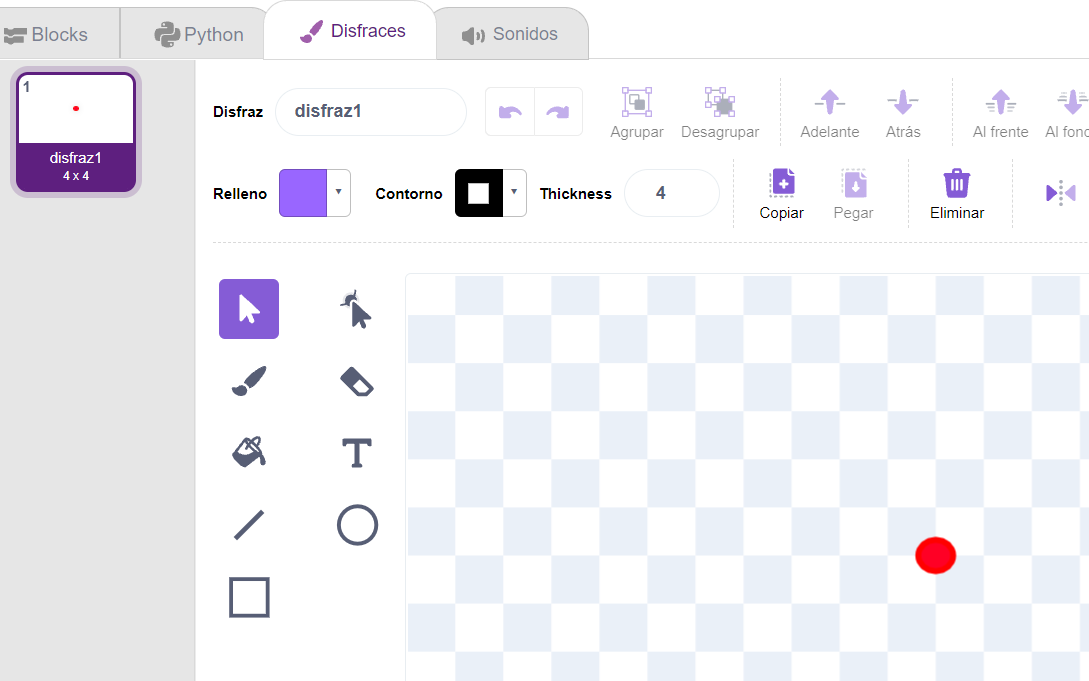 Blocks
Python
Disfraces
Sonidos
1
disfraz1
4 x 4
Disfraz
disfraz1
Agrupar
Desagrupar
Adelante
Atrás
Al frente
Al fond
Relleno
Contorno
Thickness
4
Copiar
Pegar
Eliminar